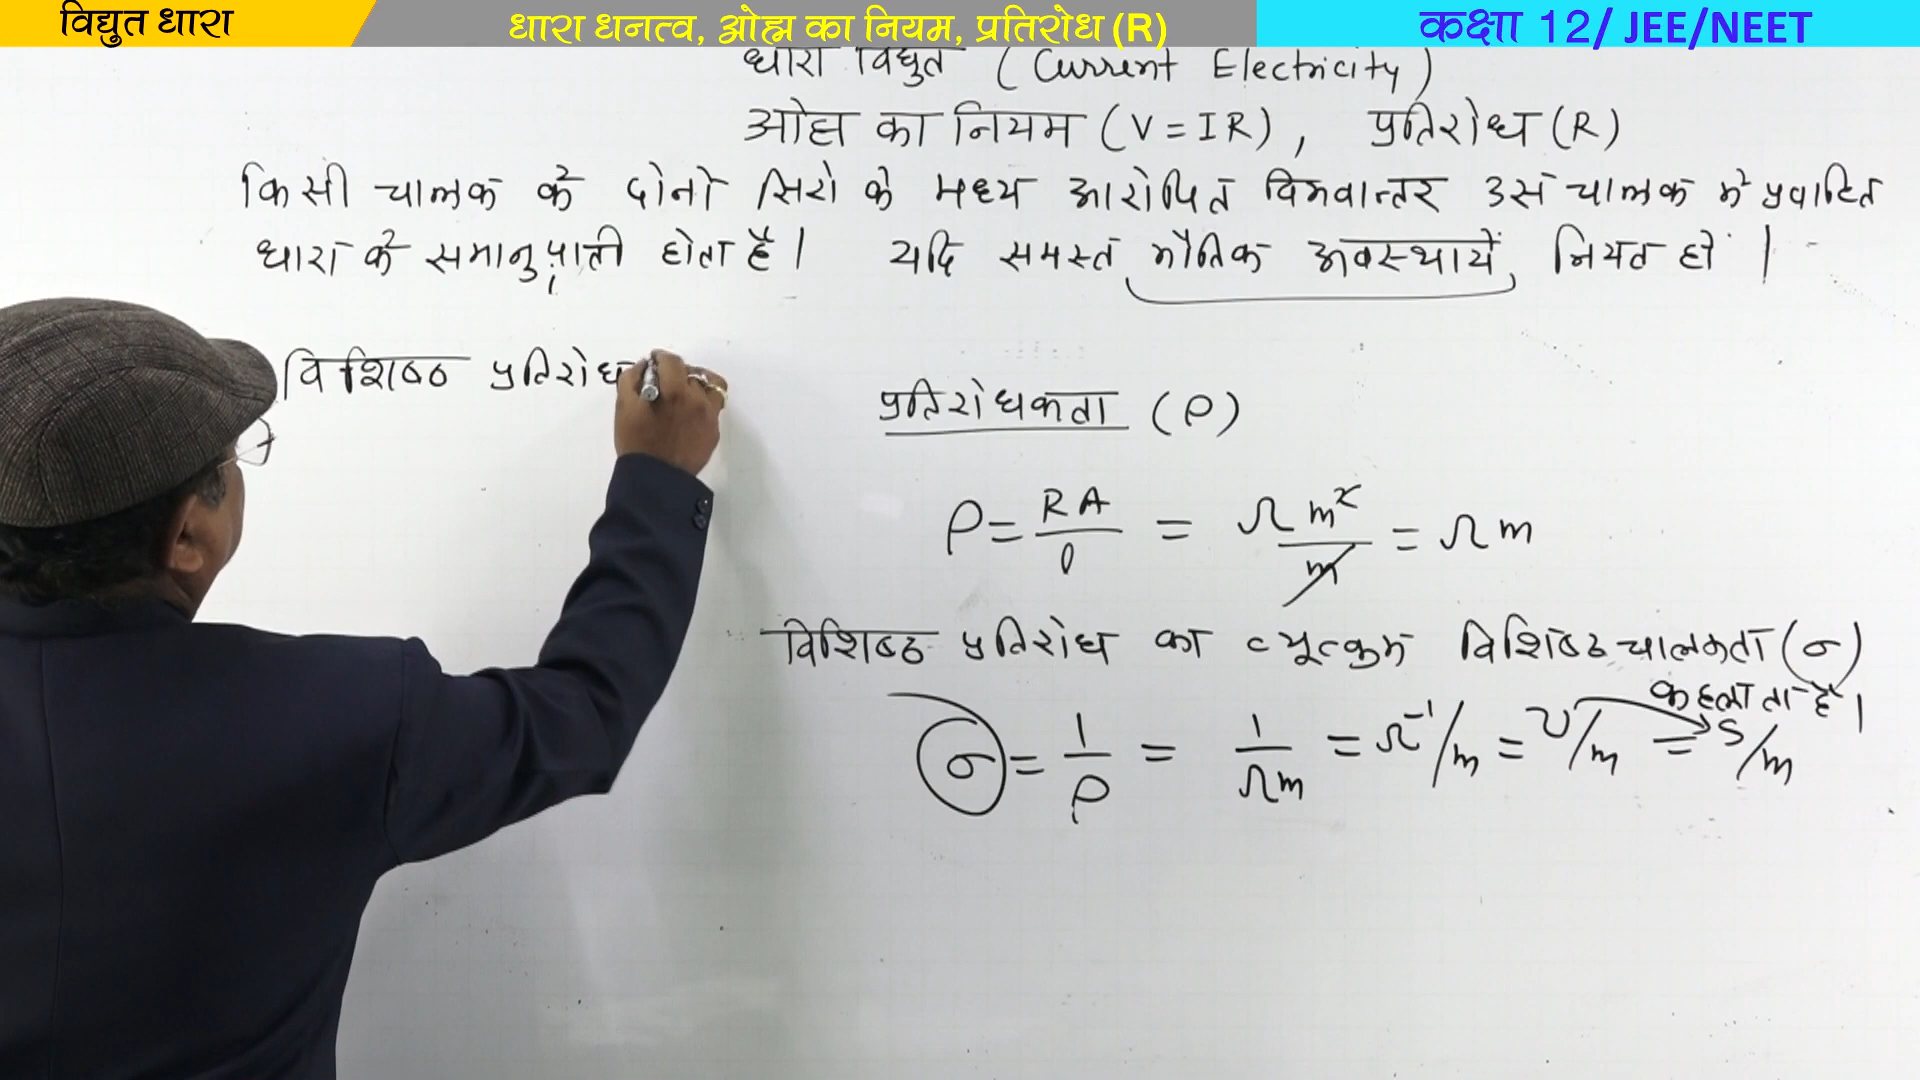 विद्युत धारा
धारा धनत्व, ओह्म का नियम, प्रतिरोध (R)
कक्षा 12/ JEE/NEET
धारा विद्युत (Current Electricity)
ओह्म का नियम (V = IR), प्रतिरोध (R)
किसी चालक के दोनों सिरो के मध्य आरोपित विभवान्तर उस चालक में प्रवाहित
धारा के समानुपाती होता है। यदि समस्त भौतिक अवस्थायें नियत हो।
विशिष्ठ प्रतिरोध
प्रतिरोधकता (ρ)
ρ = RA/l = Ω m²/m = Ω m
विशिष्ठ प्रतिरोध का व्यूत्क्रम विशिष्ठ चालकता (σ)
कहलाता है।
σ = 1/ρ = 1/Ωm = Ω⁻¹/m = ℧/m = S/m